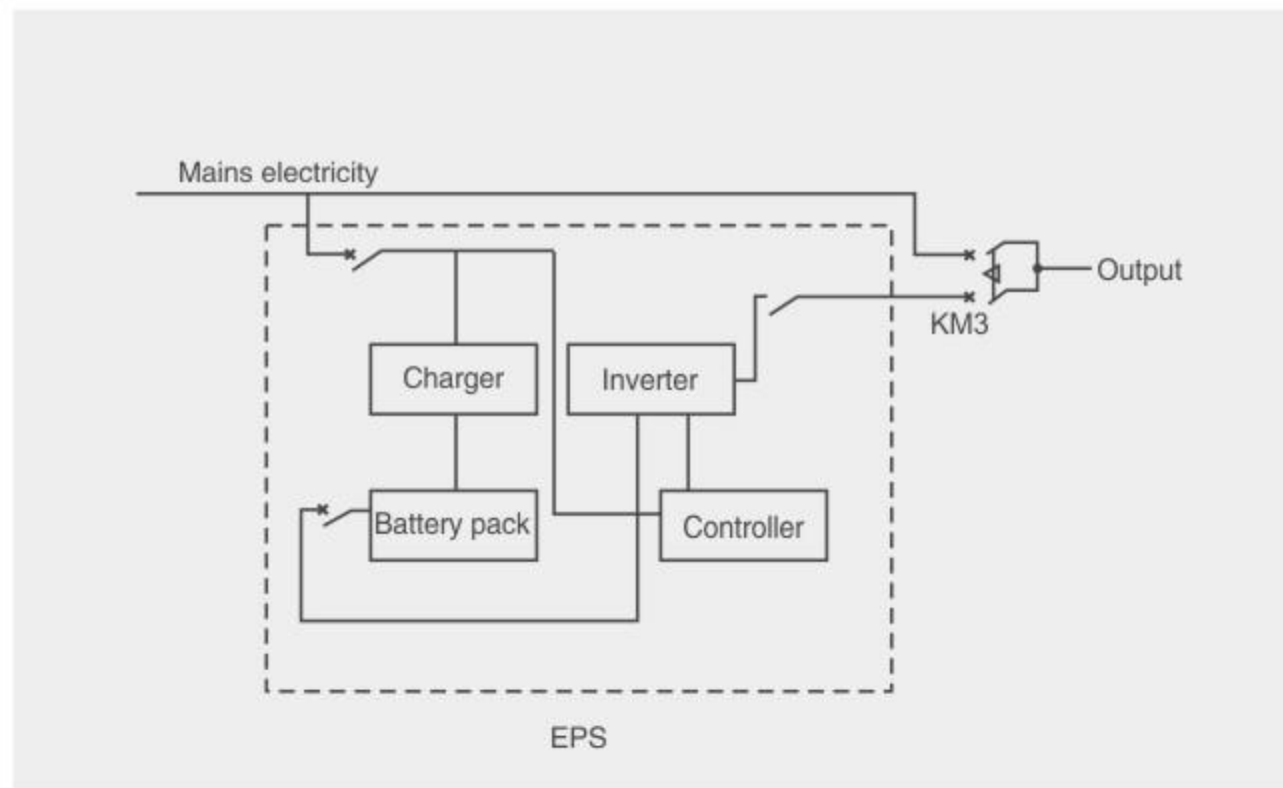 Mains electricity
Output
KM3
Charger
Inverter
Battery pack
Controller
EPS